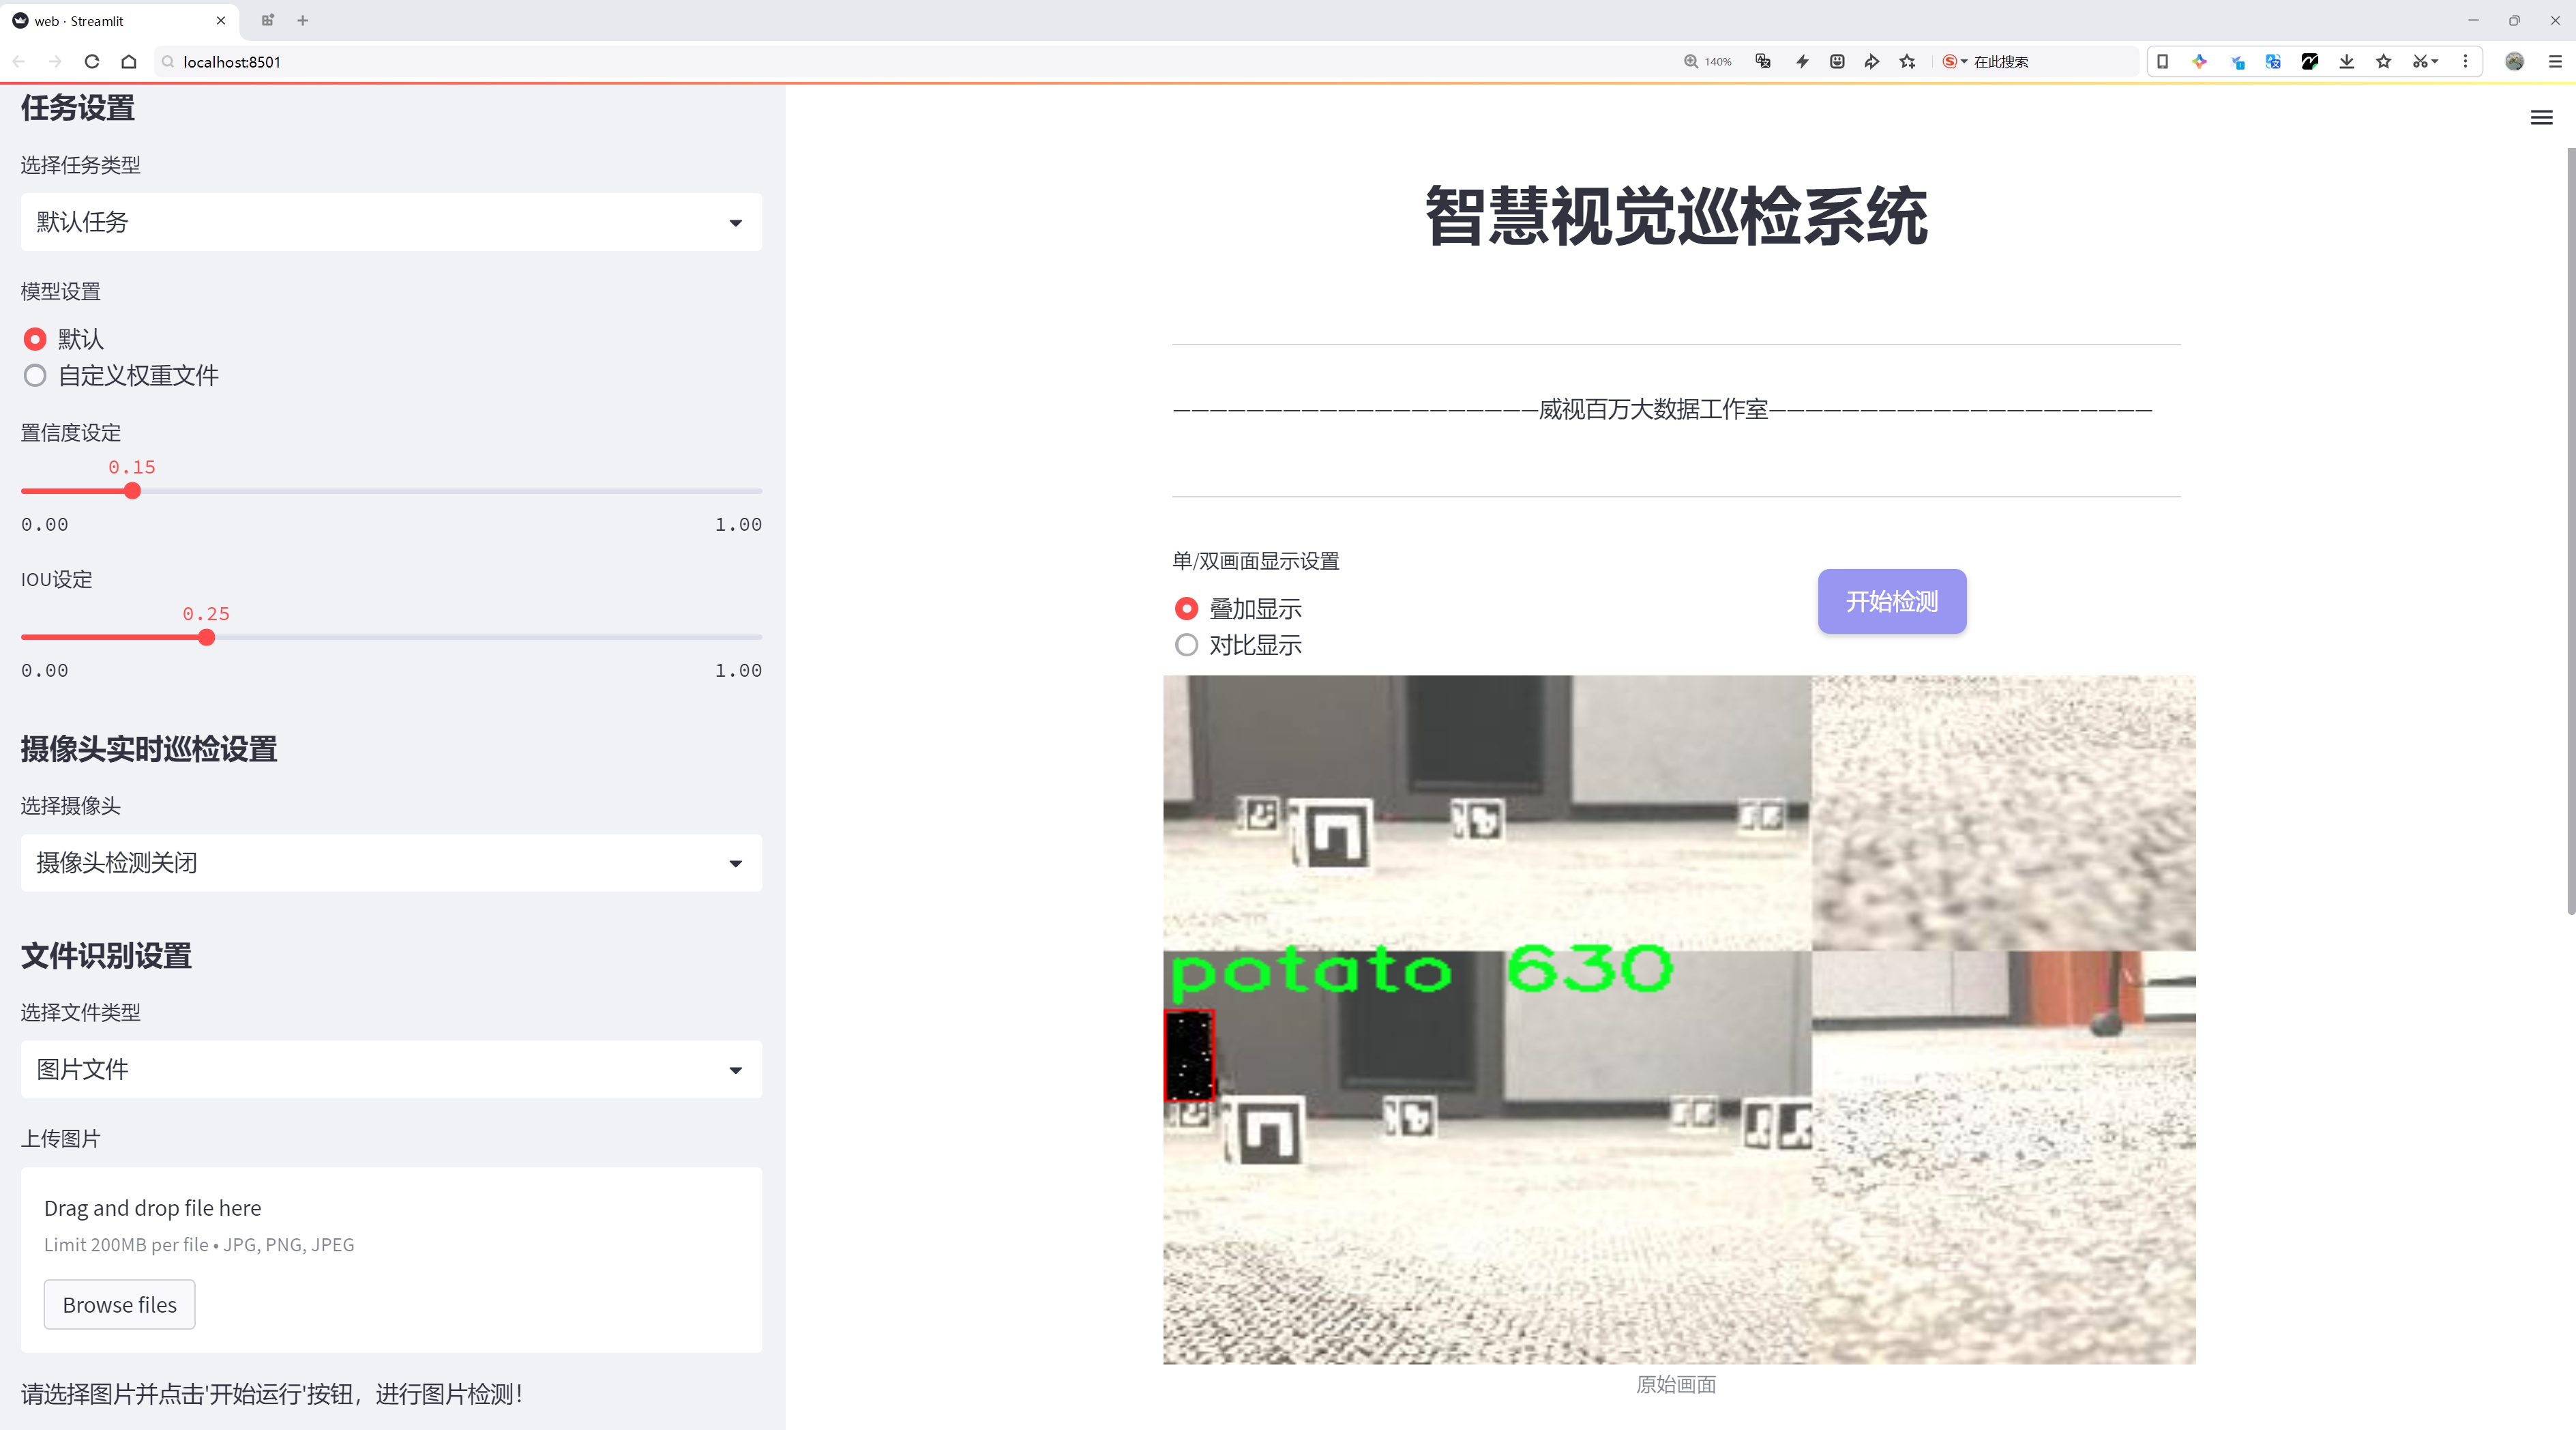 web · Streamlit
localhost:8501
140%
在此搜索
任务设置
选择任务类型
默认任务
模型设置
默认
自定义权重文件
置信度设定
0.15
0.00
1.00
IOU设定
0.25
0.00
1.00
摄像头实时巡检设置
选择摄像头
摄像头检测关闭
文件识别设置
选择文件类型
图片文件
上传图片
Drag and drop file here
Limit 200MB per file • JPG, PNG, JPEG
Browse files
请选择图片并点击'开始运行'按钮，进行图片检测！
智慧视觉巡检系统
————————————————————威视百万大数据工作室—————————————————————
单/双画面显示设置
叠加显示
对比显示
开始检测
potato 630
原始画面